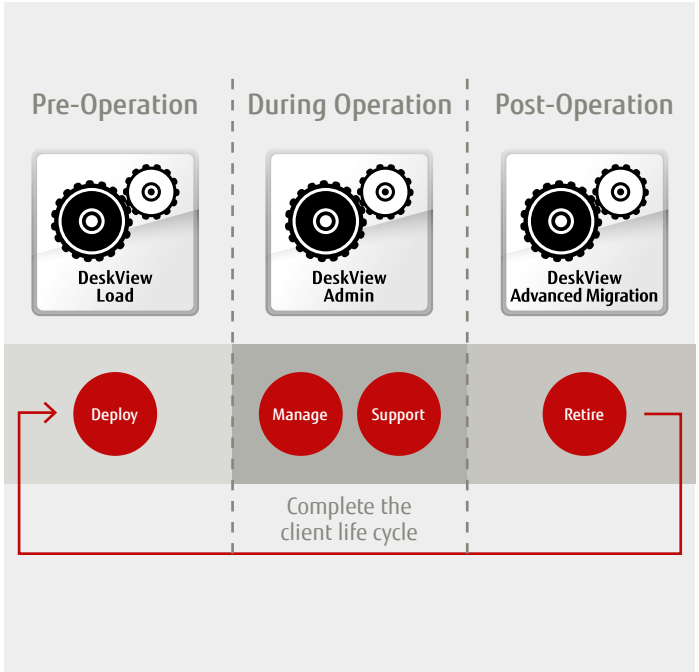 Pre-Operation
During Operation
Post-Operation
DeskView
Load
DeskView
Admin
DeskView
Advanced Migration
Deploy
Manage
Support
Retire
Complete the
client life cycle